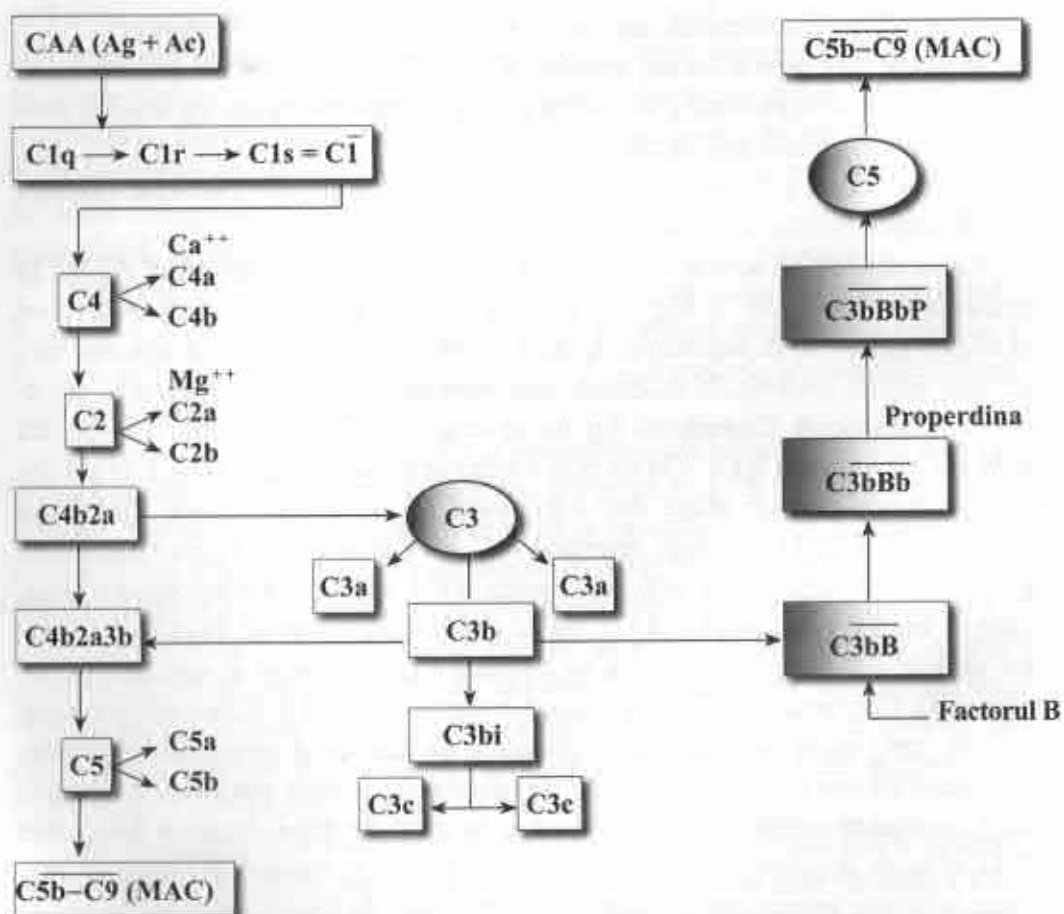 CAA (Ag + Ac)
C1q → C1r → C1s = C1̅
Ca⁺⁺
C4
C4a
C4b
Mg⁺⁺
C2
C2a
C2b
C4b2a
C4b2a3b
C5
C5a
C5b
C5b–C9 (MAC)
C3
C3a
C3a
C3b
C3bi
C3c
C3c
C5b–C9 (MAC)
C5
C3bBbP
Properdina
C3bBb
C3bB
Factorul B